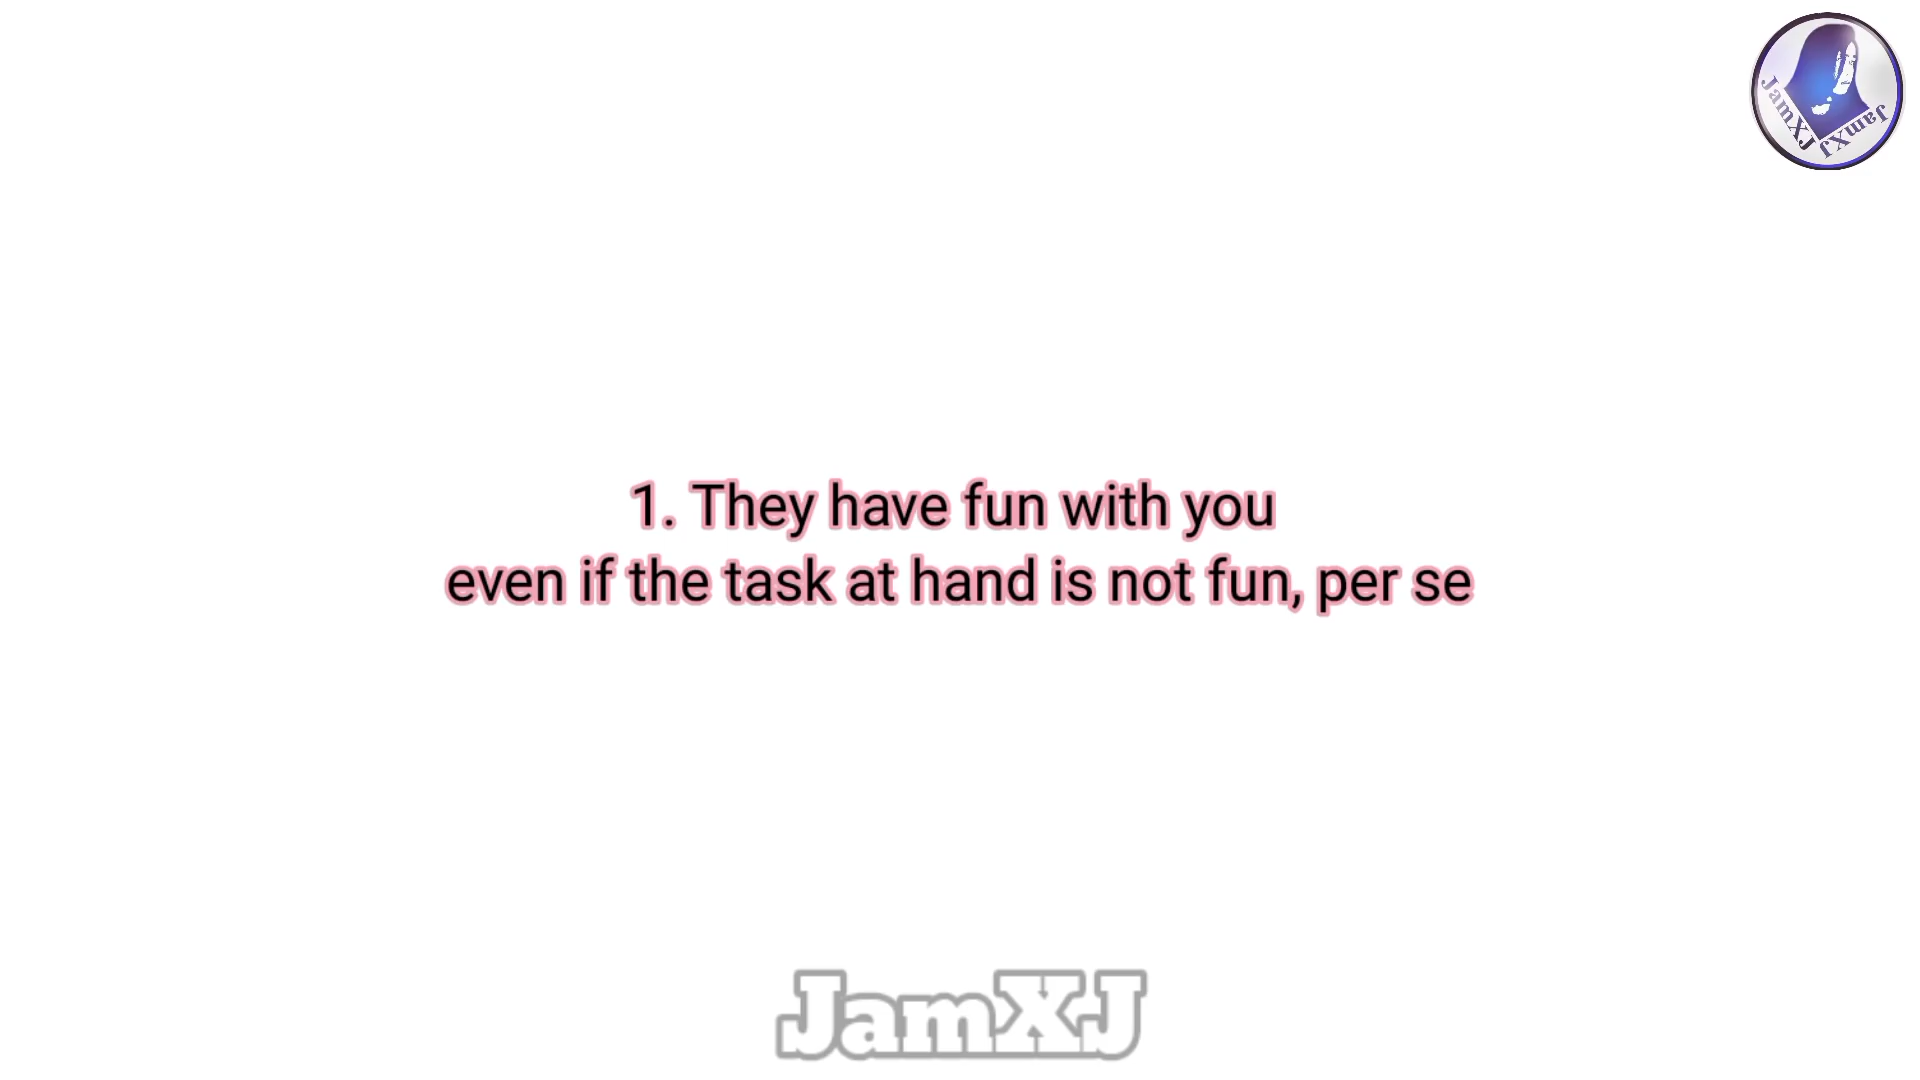 JamXJ JamXJ
1. They have fun with you
even if the task at hand is not fun, per se
JamXJ